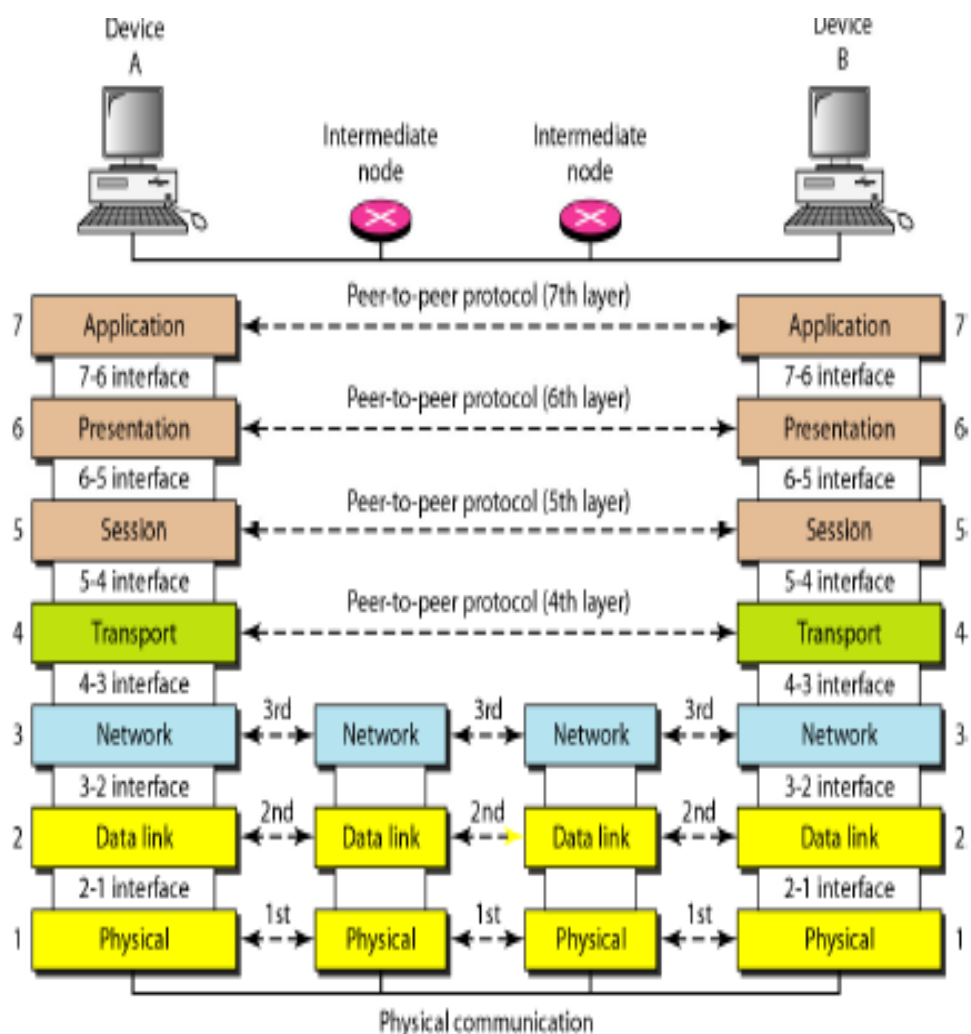 Device Device
A B
Intermediate Intermediate
node node
Peer-to-peer protocol (7th layer)
7 Application Application 7
7-6 interface 7-6 interface
Peer-to-peer protocol (6th layer)
6 Presentation Presentation 6
6-5 interface 6-5 interface
Peer-to-peer protocol (5th layer)
5 Session Session 5
5-4 interface 5-4 interface
Peer-to-peer protocol (4th layer)
4 Transport Transport 4
4-3 interface 4-3 interface
3rd 3rd 3rd
3 Network Network Network Network 3
3-2 interface 3-2 interface
2nd 2nd 2nd
2 Data link Data link Data link Data link 2
2-1 interface 2-1 interface
1st 1st 1st
1 Physical Physical Physical Physical 1
Physical communication